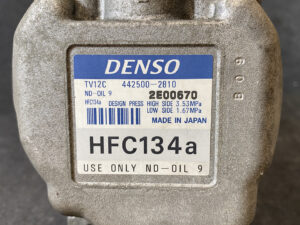 DENSO
TV12C 442500-2810
ND-OIL 9 2E00670
HFC134a DESIGN PRESS HIGH SIDE 3.53MPa
LOW SIDE 1.67MPa
MADE IN JAPAN
HFC134a
USE ONLY ND-OIL 9